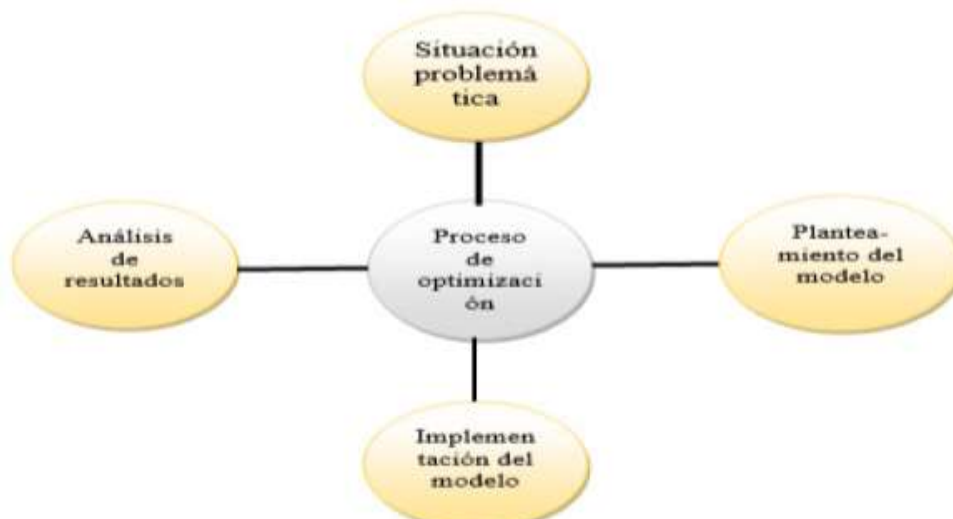 Situación
problemá
tica
Análisis
de
resultados
Proceso
de
optimizaci
ón
Plantea-
miento del
modelo
Implemen
tación del
modelo